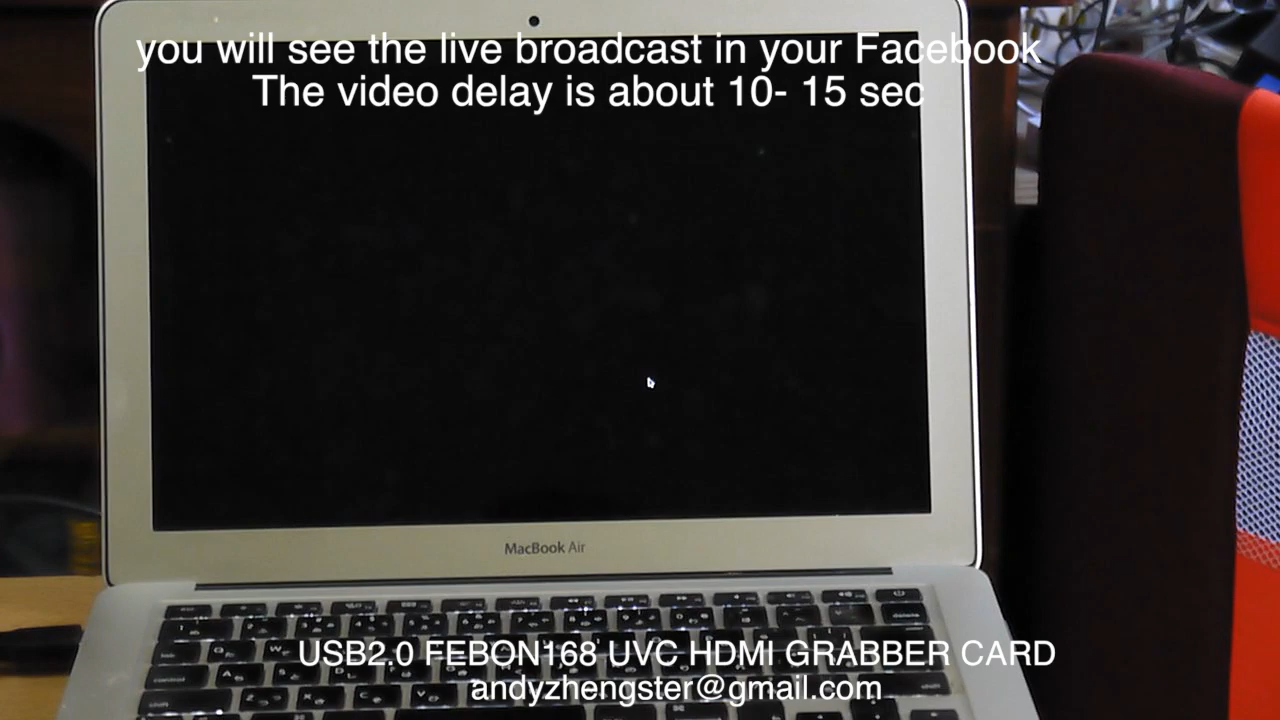 you will see the live broadcast in your Facebook
The video delay is about 10- 15 sec
MacBook Air
delete
USB2.0 FEBON168 UVC HDMI GRABBER CARD
andyzhengster@gmail.com